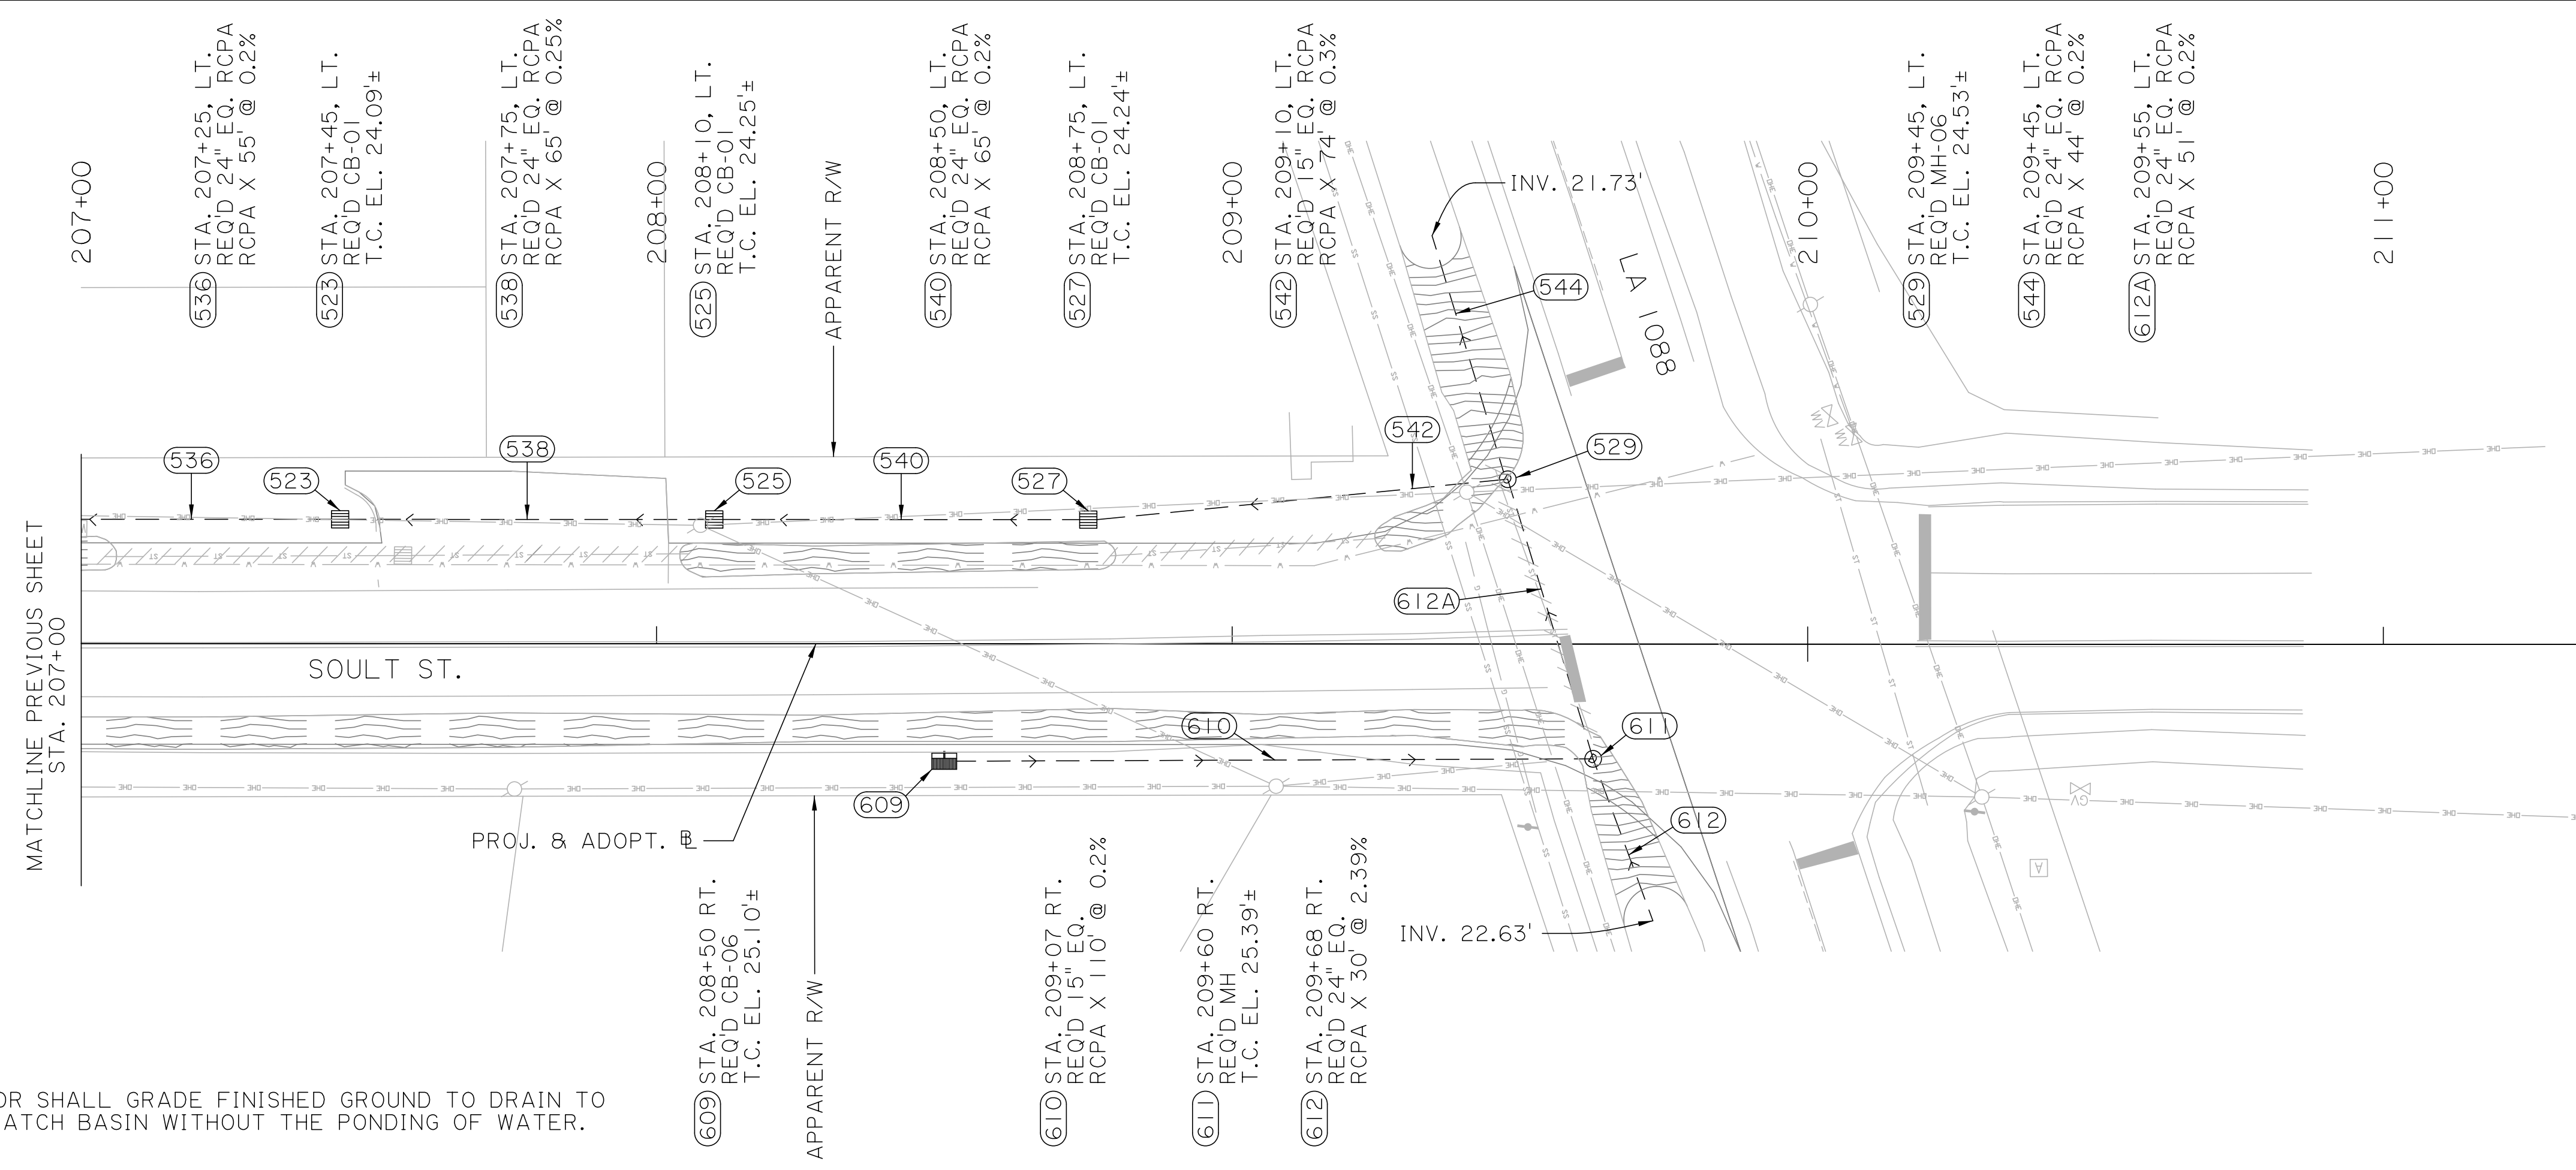 207+00
536 STA. 207+25, LT.
REQ'D 24" EQ. RCPA
RCPA X 55' @ 0.2%
523 STA. 207+45, LT.
REQ'D CB-01
T.C. EL. 24.09'±
538 STA. 207+75, LT.
REQ'D 24" EQ. RCPA
RCPA X 65' @ 0.25%
208+00
525 STA. 208+10, LT.
REQ'D CB-01
T.C. EL. 24.25'±
APPARENT R/W
540 STA. 208+50, LT.
REQ'D 24" EQ. RCPA
RCPA X 65' @ 0.2%
527 STA. 208+75, LT.
REQ'D CB-01
T.C. EL. 24.24'±
209+00
542 STA. 209+10, LT.
REQ'D 15" EQ. RCPA
RCPA X 74' @ 0.3%
INV. 21.73'
544
LA 1088
210+00
529 STA. 209+45, LT.
REQ'D MH-06
T.C. EL. 24.53'±
544 STA. 209+45, LT.
REQ'D 24" EQ. RCPA
RCPA X 44' @ 0.2%
612A STA. 209+55, LT.
REQ'D 24" EQ. RCPA
RCPA X 51' @ 0.2%
211+00
536
523
538
525
540
527
542
529
WM
WM
612A
MATCHLINE PREVIOUS SHEET
STA. 207+00
SOULT ST.
610
611
609
612
GV
A
PROJ. & ADOPT. BL
INV. 22.63'
609 STA. 208+50 RT.
REQ'D CB-06
T.C. EL. 25.10'±
APPARENT R/W
610 STA. 209+07 RT.
REQ'D 15" EQ.
RCPA X 110' @ 0.2%
611 STA. 209+60 RT.
REQ'D MH
T.C. EL. 25.39'±
612 STA. 209+68 RT.
REQ'D 24" EQ.
RCPA X 30' @ 2.39%
OR SHALL GRADE FINISHED GROUND TO DRAIN TO
ATCH BASIN WITHOUT THE PONDING OF WATER.